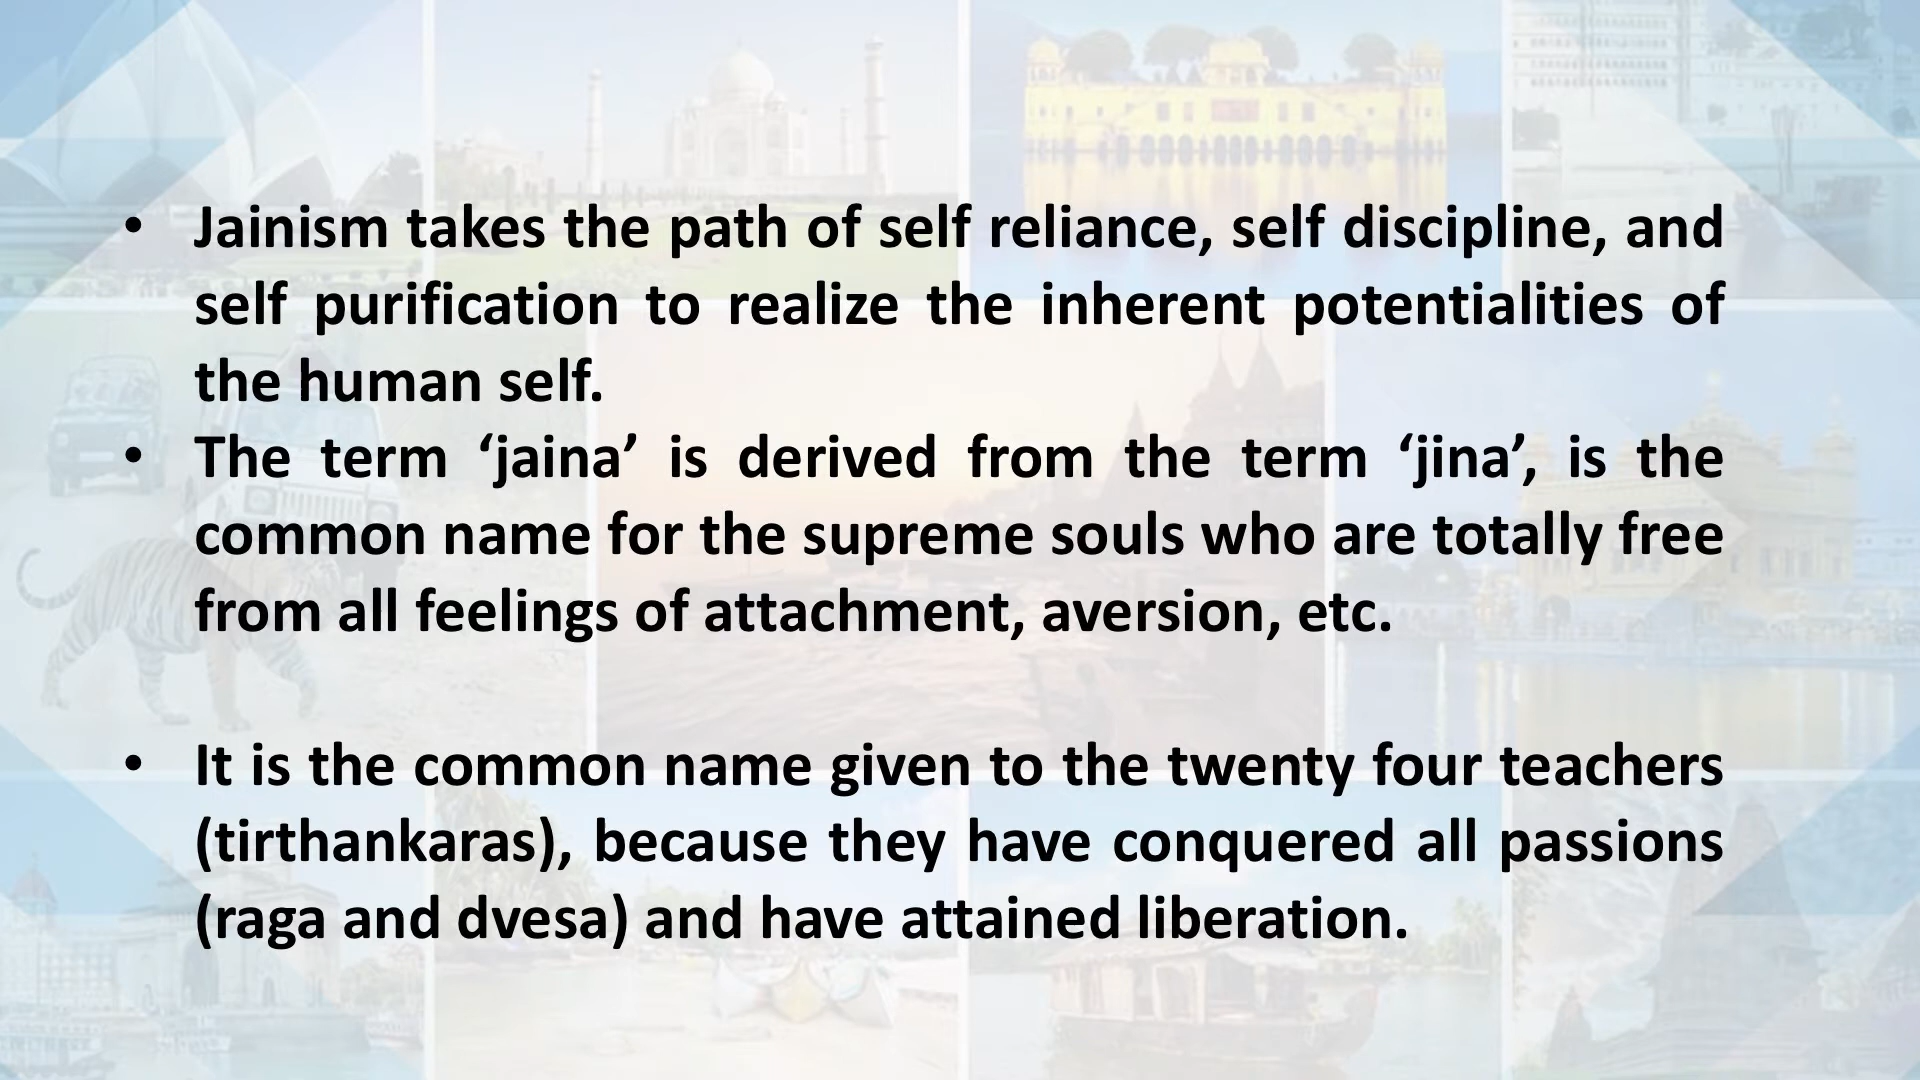 • Jainism takes the path of self reliance, self discipline, and
self purification to realize the inherent potentialities of
the human self.
• The term ‘jaina’ is derived from the term ‘jina’, is the
common name for the supreme souls who are totally free
from all feelings of attachment, aversion, etc.
• It is the common name given to the twenty four teachers
(tirthankaras), because they have conquered all passions
(raga and dvesa) and have attained liberation.